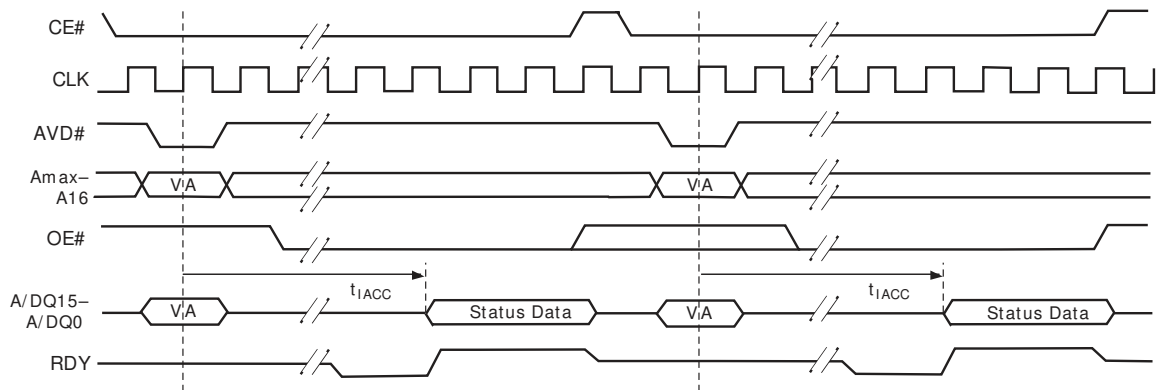 CE#
CLK
AVD#
Amax–
A16
VA
VA
OE#
tIACC
tIACC
A/DQ15–
A/DQ0
VA
Status Data
VA
Status Data
RDY